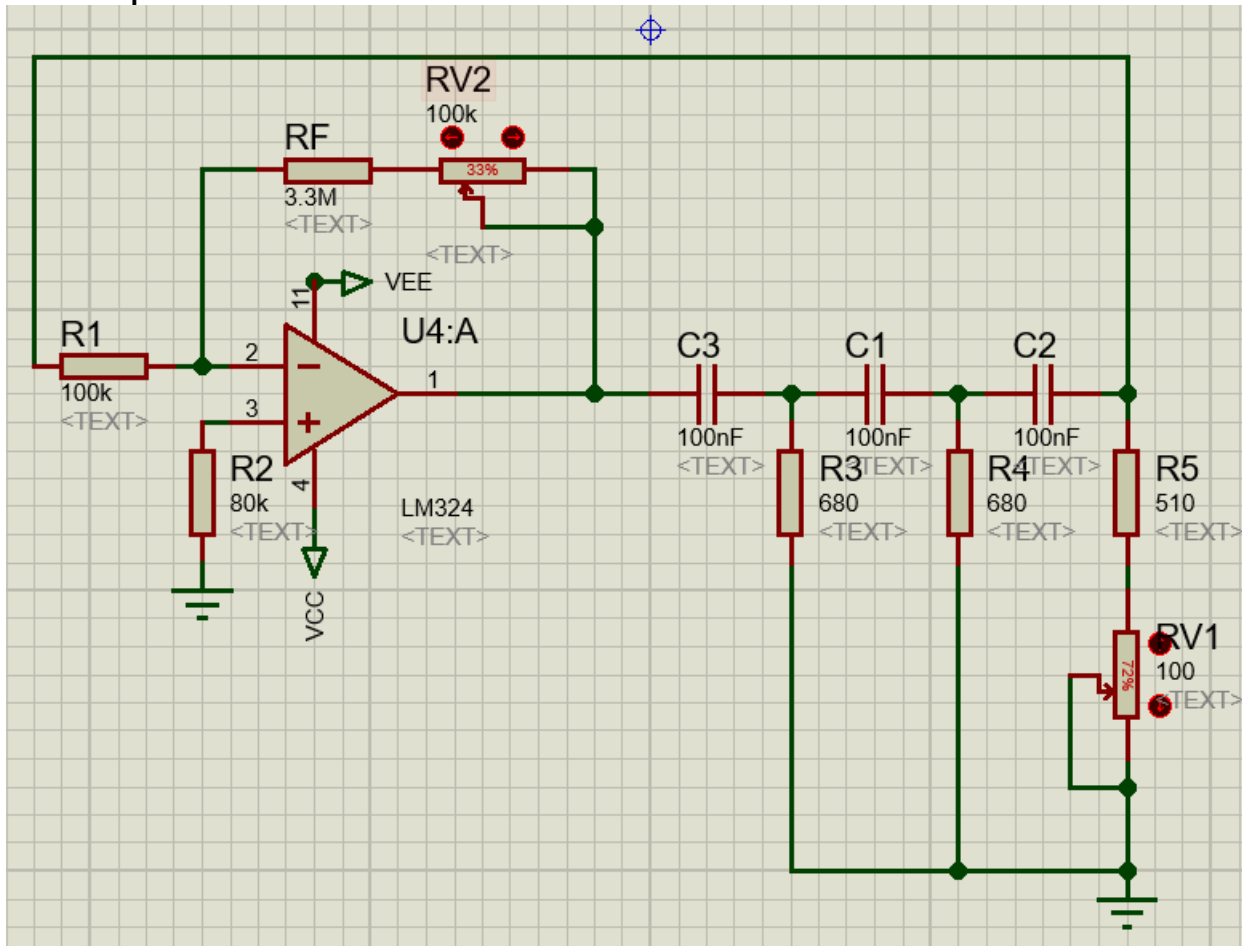 RV2
100k
RF
33%
3.3M
<TEXT>
<TEXT>
11
VEE
U4:A
R1
2
C3
C1
C2
1
100k
<TEXT>
3
100nF
100nF
100nF
<TEXT>
<TEXT>
<TEXT>
R2
R3
R4
R5
4
80k
LM324
680
680
510
<TEXT>
<TEXT>
<TEXT>
<TEXT>
<TEXT>
VCC
RV1
72%
100
<TEXT>